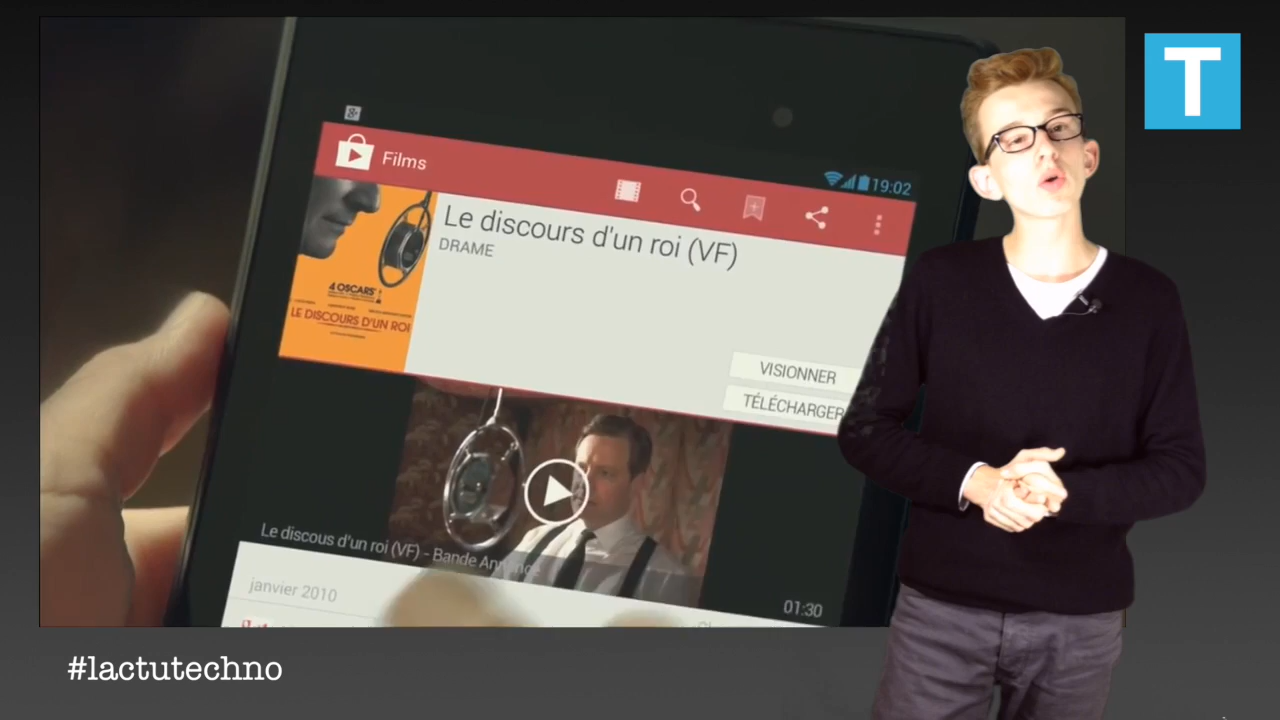 T
g+
Films
19:02
Le discours d'un roi (VF)
DRAME
4 OSCARS
LE DISCOURS D'UN ROI
VISIONNER
TÉLÉCHARGER
Le discous d'un roi (VF) - Bande Annonce
01:30
janvier 2010
#lactutechno